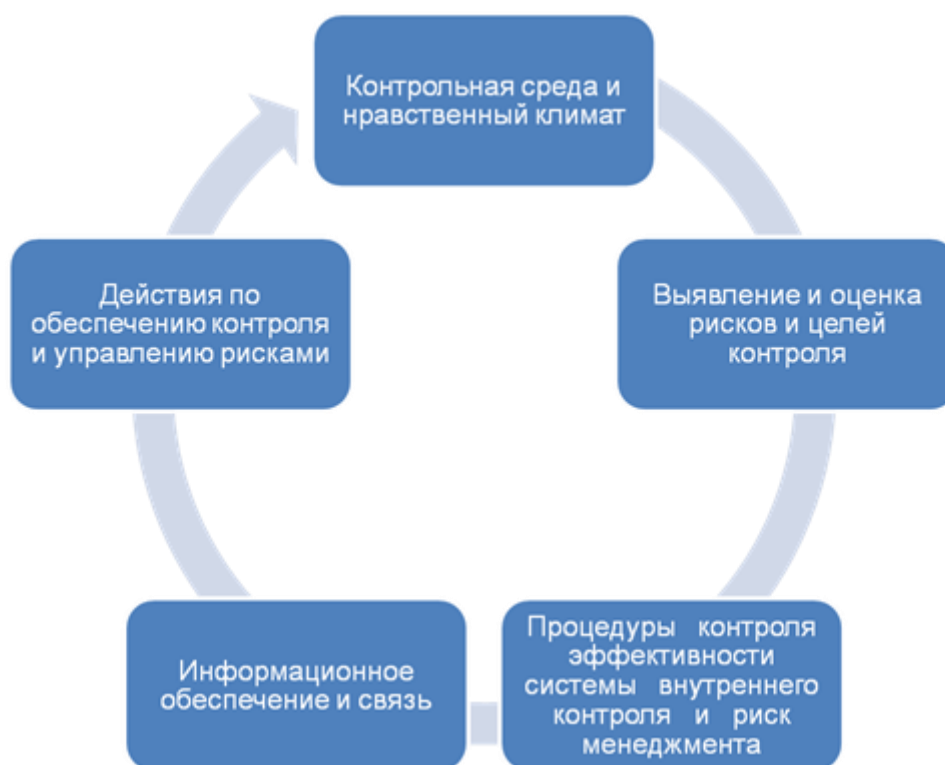 Контрольная среда и
нравственный климат
Выявление и оценка
рисков и целей
контроля
Процедуры контроля
эффективности
системы внутреннего
контроля и риск
менеджмента
Информационное
обеспечение и связь
Действия по
обеспечению контроля
и управлению рисками